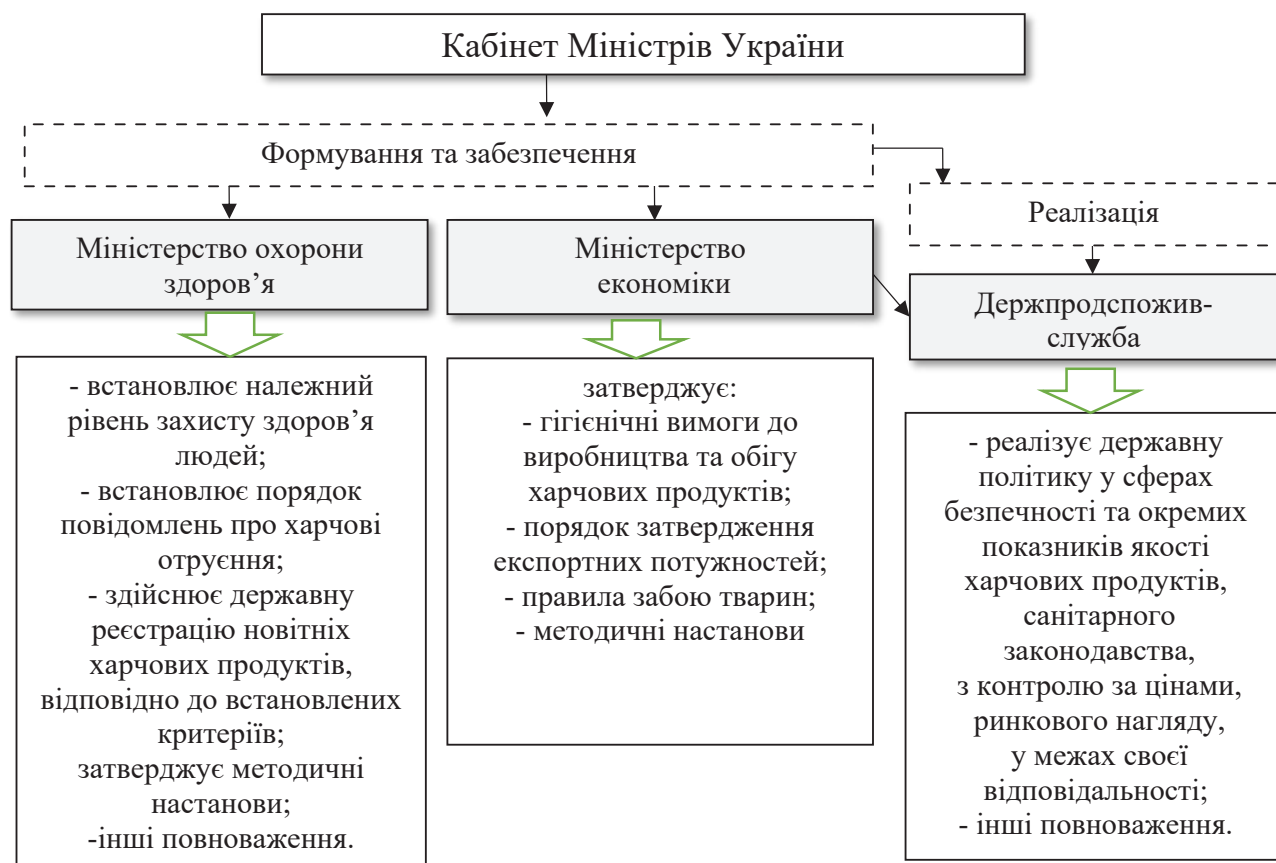 Кабінет Міністрів України
Формування та забезпечення
Реалізація
Міністерство охорони
здоров’я
Міністерство
економіки
Держпродспожив-
служба
- встановлює належний
рівень захисту здоров’я
людей;
- встановлює порядок
повідомлень про харчові
отруєння;
- здійснює державну
реєстрацію новітніх
харчових продуктів,
відповідно до встановлених
критеріїв;
затверджує методичні
настанови;
-інші повноваження.
затверджує:
- гігієнічні вимоги до
виробництва та обігу
харчових продуктів;
- порядок затвердження
експортних потужностей;
- правила забою тварин;
- методичні настанови
- реалізує державну
політику у сферах
безпечності та окремих
показників якості
харчових продуктів,
санітарного
законодавства,
з контролю за цінами,
ринкового нагляду,
у межах своєї
відповідальності;
- інші повноваження.